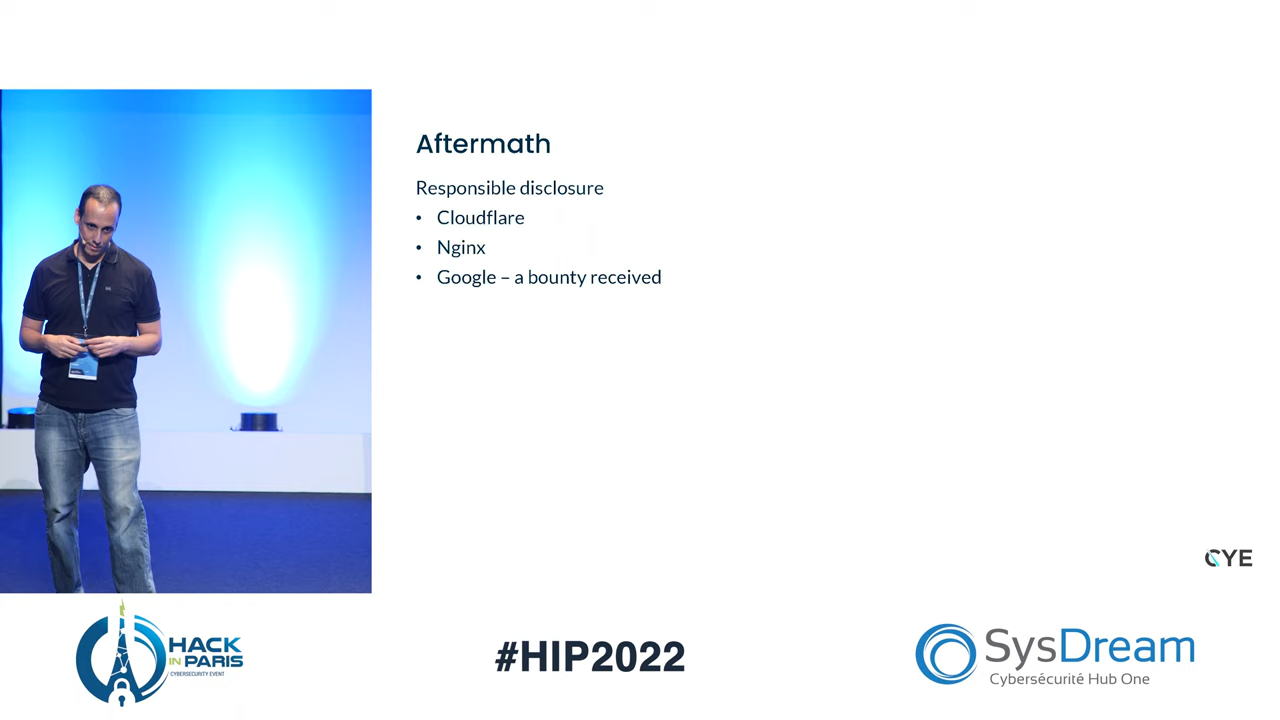 Aftermath
Responsible disclosure
• Cloudflare
• Nginx
• Google – a bounty received
CYE
HACK
IN PARIS
CYBERSECURITY EVENT
#HIP2022
SysDream
Cybersécurité Hub One